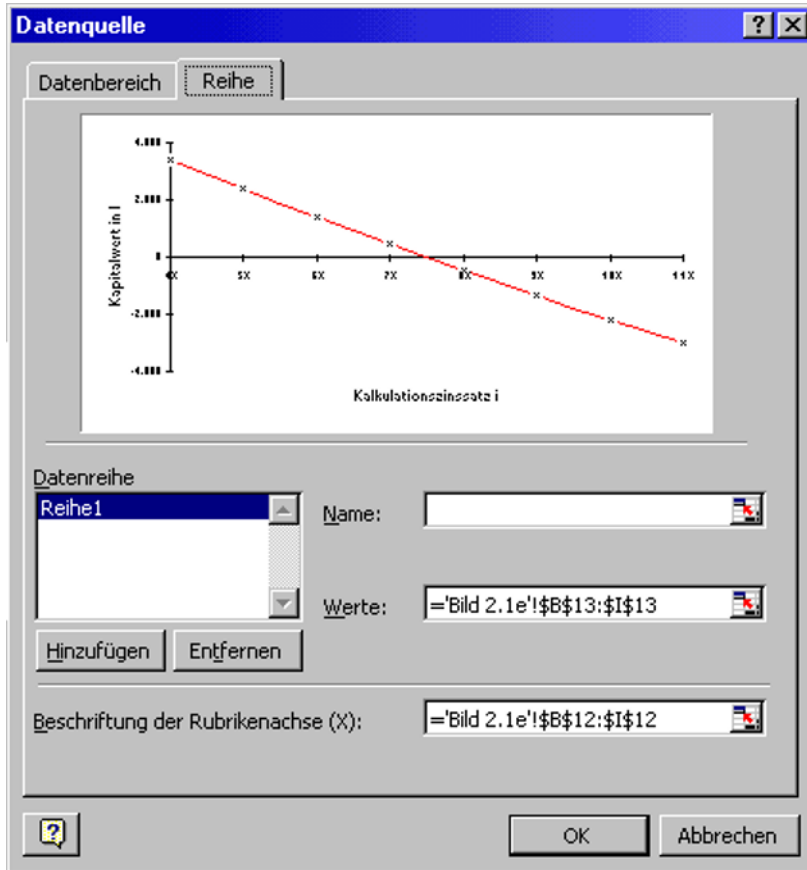 Datenquelle
Datenbereich
Reihe
4.000
2.000
0
-2.000
-4.000
Kapitalwert in
5%
6%
7%
8%
9%
10%
11%
Kalkulationszinssatz i
Datenreihe
Reihe1
Name:
Werte:
='Bild 2.1e'!$B$13:$I$13
Hinzufügen
Entfernen
Beschriftung der Rubrikenachse (X):
='Bild 2.1e'!$B$12:$I$12
OK
Abbrechen